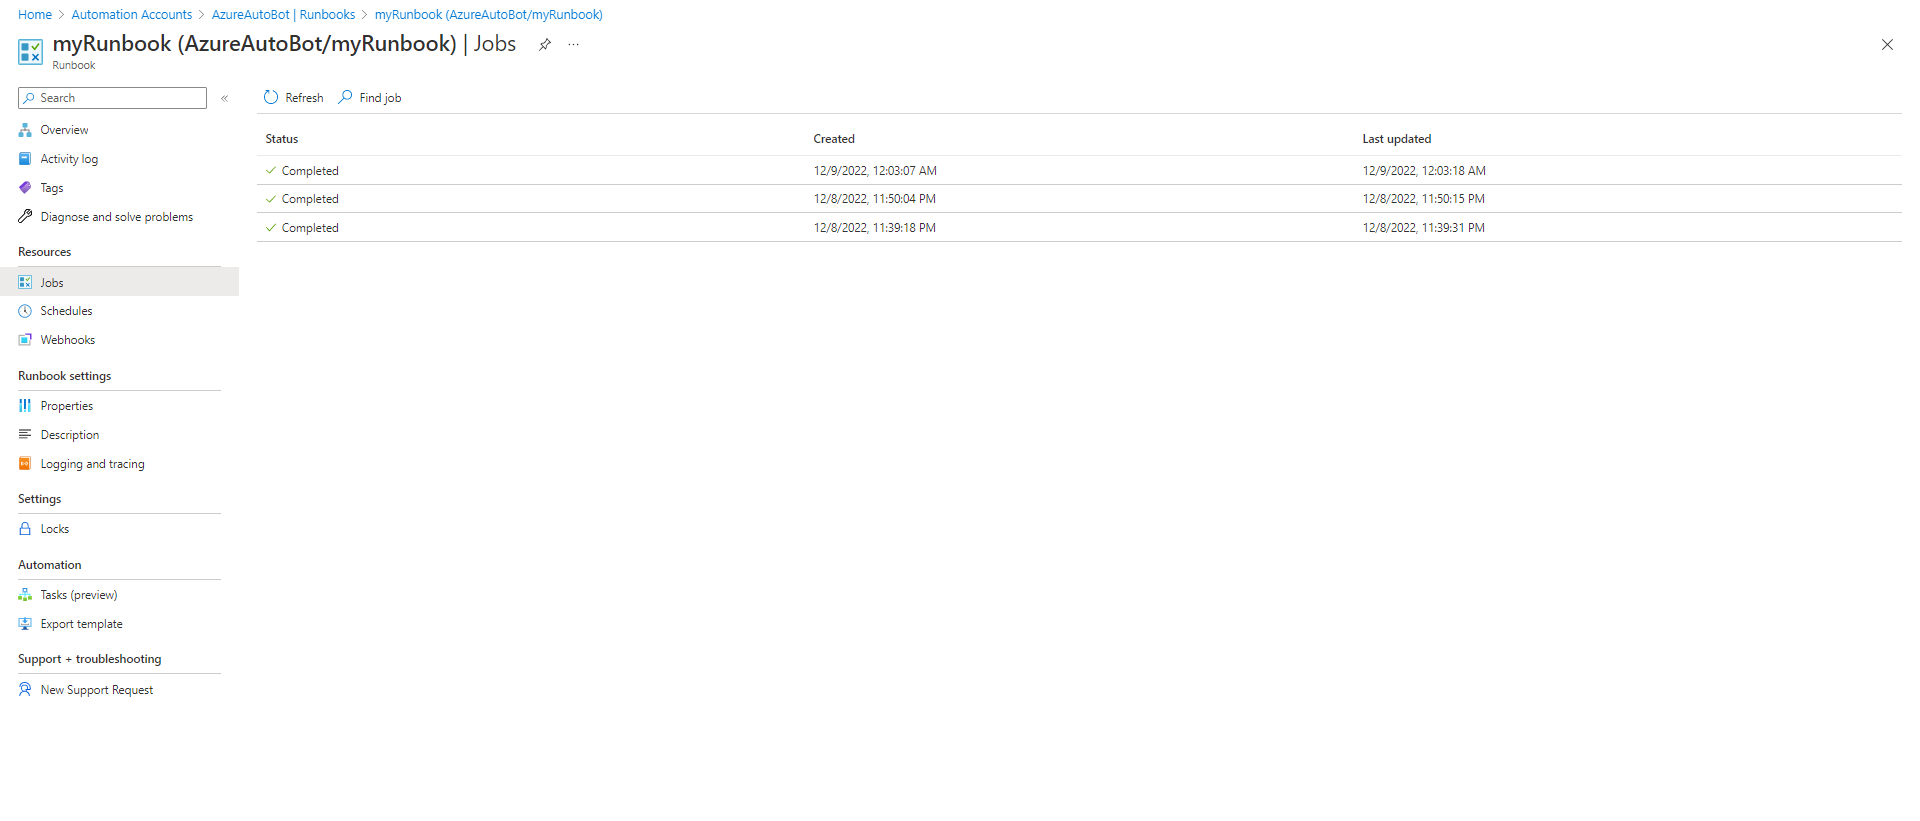 Home > Automation Accounts > AzureAutoBot | Runbooks > myRunbook (AzureAutoBot/myRunbook)
myRunbook (AzureAutoBot/myRunbook) | Jobs ...
Runbook
Search «
Refresh Find job
Overview
Activity log
Tags
Diagnose and solve problems
Resources
Jobs
Schedules
Webhooks
Runbook settings
Properties
Description
Logging and tracing
Settings
Locks
Automation
Tasks (preview)
Export template
Support + troubleshooting
New Support Request
Status Created Last updated
Completed 12/9/2022, 12:03:07 AM 12/9/2022, 12:03:18 AM
Completed 12/8/2022, 11:50:04 PM 12/8/2022, 11:50:15 PM
Completed 12/8/2022, 11:39:18 PM 12/8/2022, 11:39:31 PM